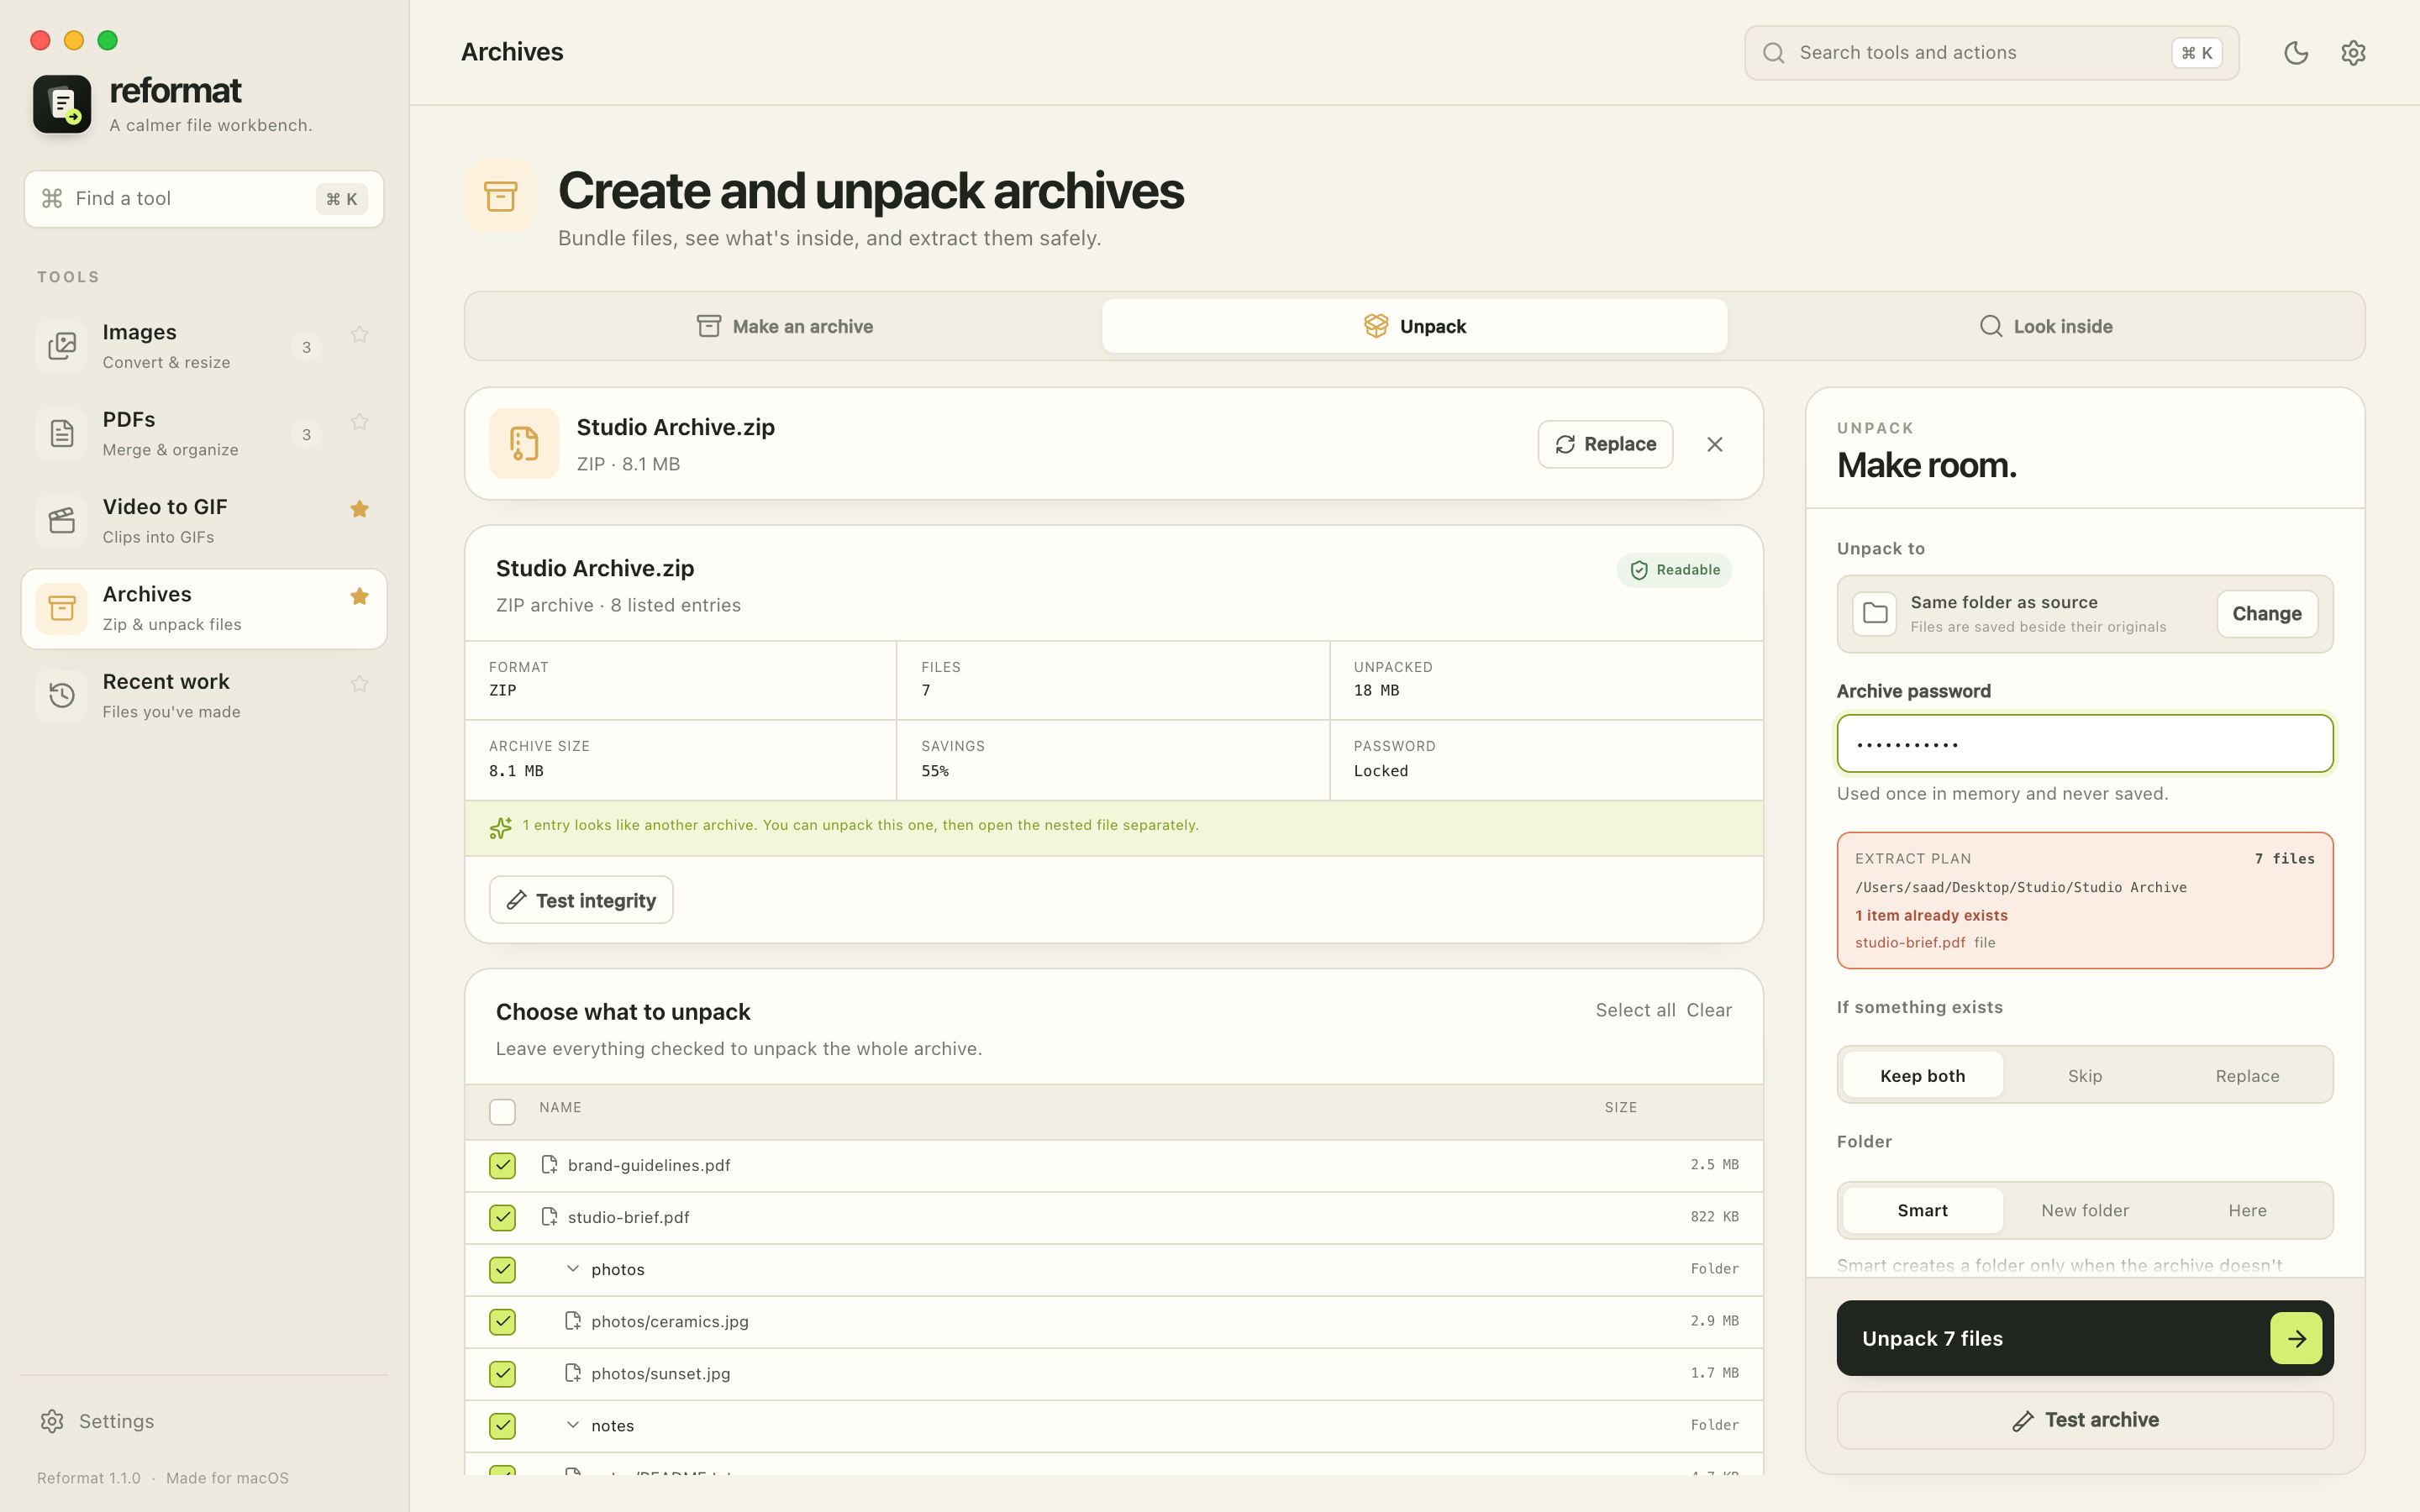 reformat
A calmer file workbench.
Find a tool
⌘ K
TOOLS
Images
Convert & resize
3
PDFs
Merge & organize
3
Video to GIF
Clips into GIFs
Archives
Zip & unpack files
Recent work
Files you've made
Settings
Reformat 1.1.0 · Made for macOS
Archives
Search tools and actions
⌘ K
Create and unpack archives
Bundle files, see what's inside, and extract them safely.
Make an archive
Unpack
Look inside
Studio Archive.zip
ZIP · 8.1 MB
Replace
Studio Archive.zip
ZIP archive · 8 listed entries
Readable
FORMAT
ZIP
FILES
7
UNPACKED
18 MB
ARCHIVE SIZE
8.1 MB
SAVINGS
55%
PASSWORD
Locked
1 entry looks like another archive. You can unpack this one, then open the nested file separately.
Test integrity
Choose what to unpack
Select all Clear
Leave everything checked to unpack the whole archive.
NAME SIZE
brand-guidelines.pdf 2.5 MB
studio-brief.pdf 822 KB
photos Folder
photos/ceramics.jpg 2.9 MB
photos/sunset.jpg 1.7 MB
notes Folder
UNPACK
Make room.
Unpack to
Same folder as source
Files are saved beside their originals
Change
Archive password
•••••••••••
Used once in memory and never saved.
EXTRACT PLAN 7 files
/Users/saad/Desktop/Studio/Studio Archive
1 item already exists
studio-brief.pdf file
If something exists
Keep both Skip Replace
Folder
Smart New folder Here
Smart creates a folder only when the archive doesn't
Unpack 7 files
Test archive